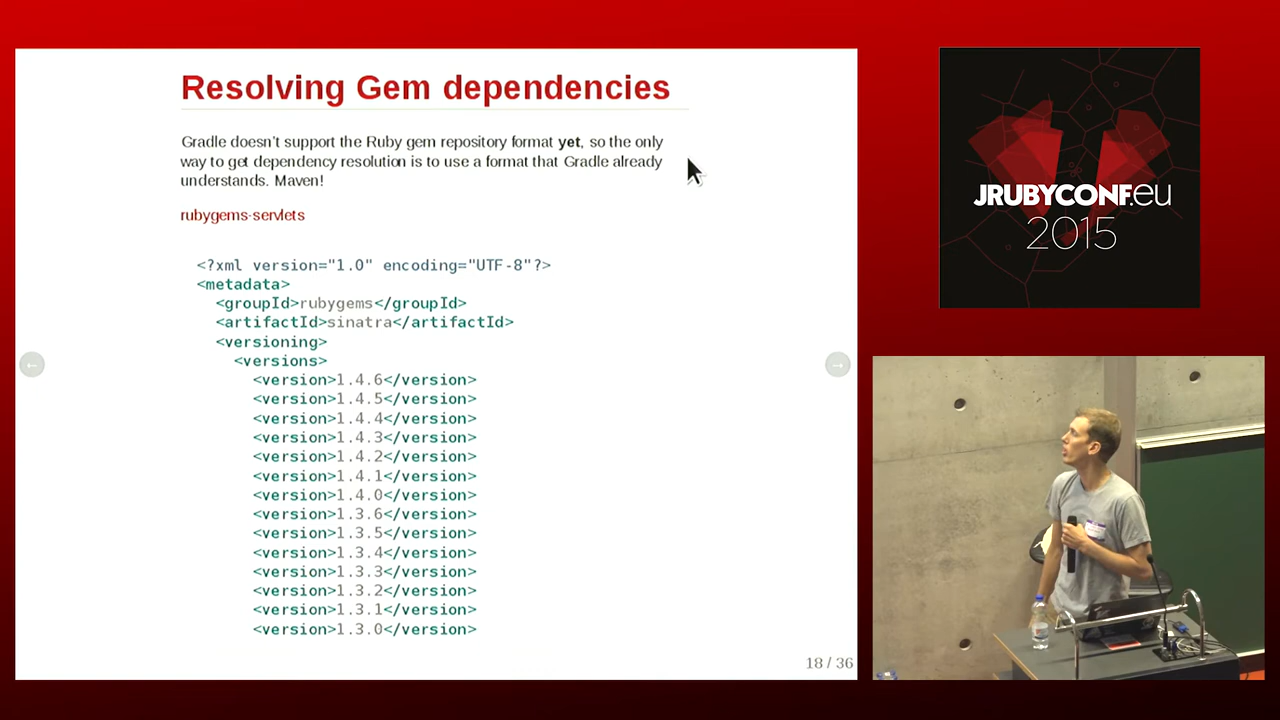 Resolving Gem dependencies
Gradle doesn't support the Ruby gem repository format yet, so the only
way to get dependency resolution is to use a format that Gradle already
understands. Maven!
rubygems-servlets
<?xml version="1.0" encoding="UTF-8"?>
<metadata>
<groupId>rubygems</groupId>
<artifactId>sinatra</artifactId>
<versioning>
<versions>
<version>1.4.6</version>
<version>1.4.5</version>
<version>1.4.4</version>
<version>1.4.3</version>
<version>1.4.2</version>
<version>1.4.1</version>
<version>1.4.0</version>
<version>1.3.6</version>
<version>1.3.5</version>
<version>1.3.4</version>
<version>1.3.3</version>
<version>1.3.2</version>
<version>1.3.1</version>
<version>1.3.0</version>
18 / 36
JRUBYCONF.eu
2015